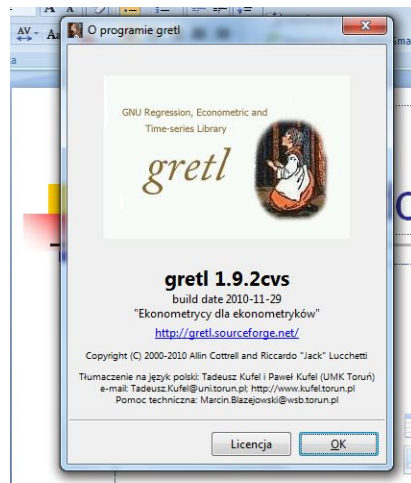 O programie gretl
GNU Regression, Econometric and
Time-series Library
gretl
gretl 1.9.2cvs
build date 2010-11-29
"Ekonometrycy dla ekonometryków"
http://gretl.sourceforge.net/
Copyright (C) 2000-2010 Allin Cottrell and Riccardo "Jack" Lucchetti
Tłumaczenie na język polski: Tadeusz Kufel i Paweł Kufel (UMK Toruń)
e-mail: Tadeusz.Kufel@uni.torun.pl; http://www.kufel.torun.pl
Pomoc techniczna: Marcin.Blazejowski@wsb.torun.pl
Licencja
OK